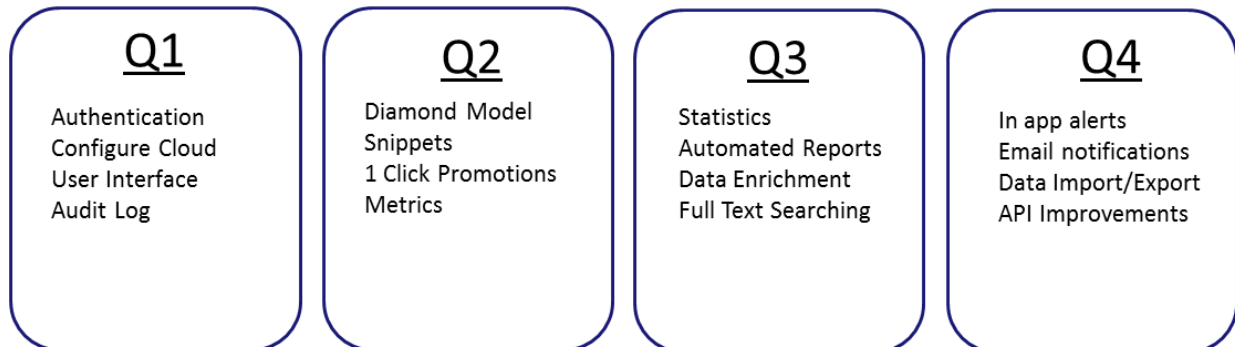 Q1
Authentication
Configure Cloud
User Interface
Audit Log
Q2
Diamond Model
Snippets
1 Click Promotions
Metrics
Q3
Statistics
Automated Reports
Data Enrichment
Full Text Searching
Q4
In app alerts
Email notifications
Data Import/Export
API Improvements